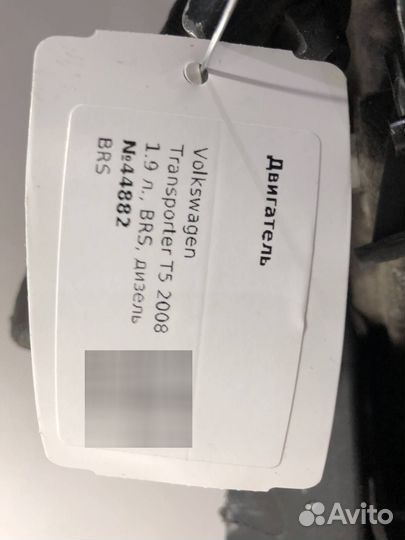 Двигатель
Volkswagen
Transporter T5 2008
1.9 л., BRS, дизель
№44882
BRS
Avito